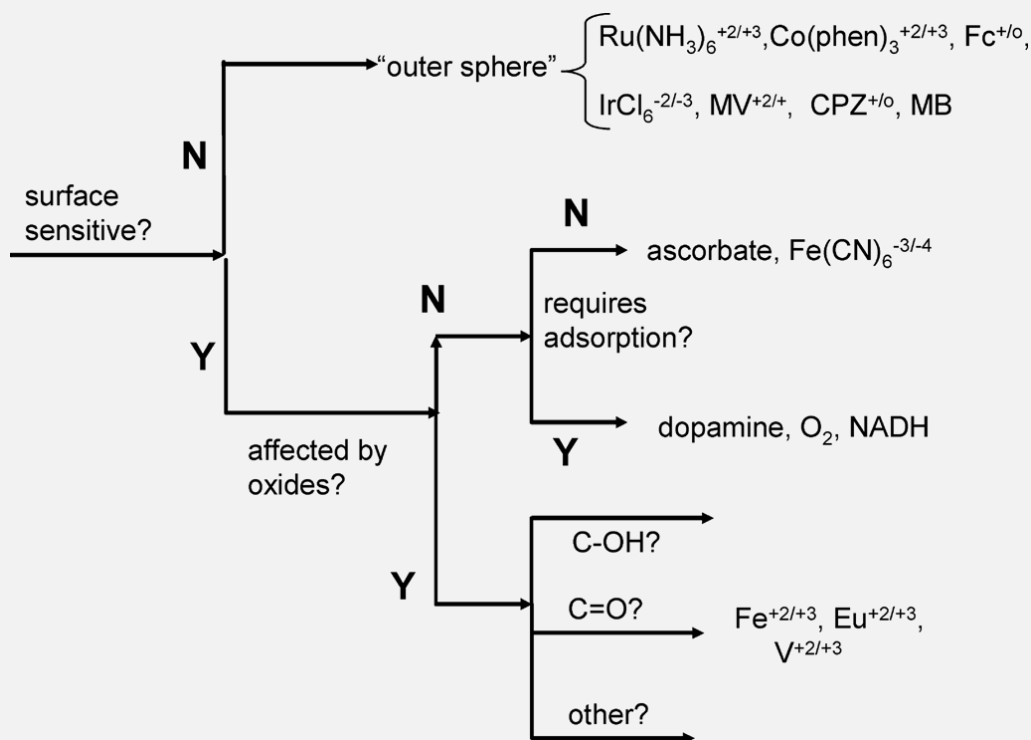 Ru(NH₃)₆⁺²/⁺³,Co(phen)₃⁺²/⁺³, Fc⁺/ᵒ,
“outer sphere”
IrCl₆⁻²/⁻³, MV⁺²/⁺, CPZ⁺/ᵒ, MB
N
surface
sensitive?
N
ascorbate, Fe(CN)₆⁻³/⁻⁴
N
requires
adsorption?
Y
dopamine, O₂, NADH
Y
affected by
oxides?
C-OH?
Y
C=O?
Fe⁺²/⁺³, Eu⁺²/⁺³,
V⁺²/⁺³
other?